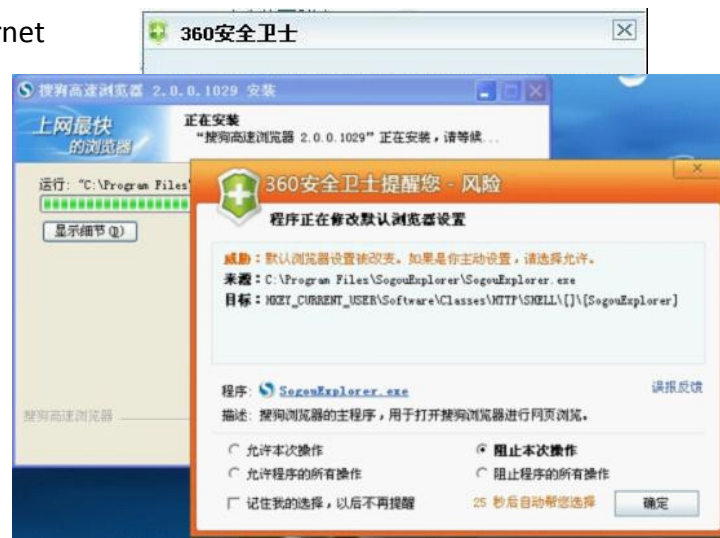 rnet
360安全卫士
搜狗高速浏览器 2.0.0.1029 安装
上网最快
的浏览器
正在安装
“搜狗高速浏览器 2.0.0.1029”正在安装，请等候...
运行: "C:\Program Files\
显示细节(D)
搜狗高速浏览器
360安全卫士提醒您 - 风险
程序正在修改默认浏览器设置
威胁：默认浏览器设置被改变。如果是你主动设置，请选择允许。
来源：C:\Program Files\SogouExplorer\SogouExplorer.exe
目标：HKEY_CURRENT_USER\Software\Classes\HTTP\SHELL\[]\[SogouExplorer]
程序: SogouExplorer.exe
误报反馈
描述: 搜狗浏览器的主程序，用于打开搜狗浏览器进行网页浏览。
允许本次操作
阻止本次操作
允许程序的所有操作
阻止程序的所有操作
记住我的选择，以后不再提醒
25 秒后自动帮您选择
确定